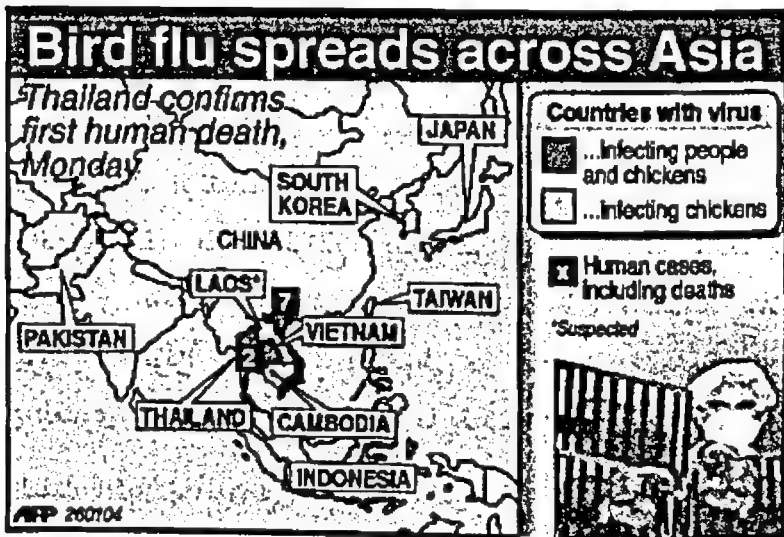 Bird flu spreads across Asia
Thailand confirms
first human death,
Monday
JAPAN
SOUTH
KOREA
CHINA
LAOS*
7
TAIWAN
PAKISTAN
VIETNAM
2
THAILAND
CAMBODIA
INDONESIA
AFP 260104
Countries with virus
...infecting people
and chickens
...infecting chickens
x Human cases,
including deaths
*Suspected